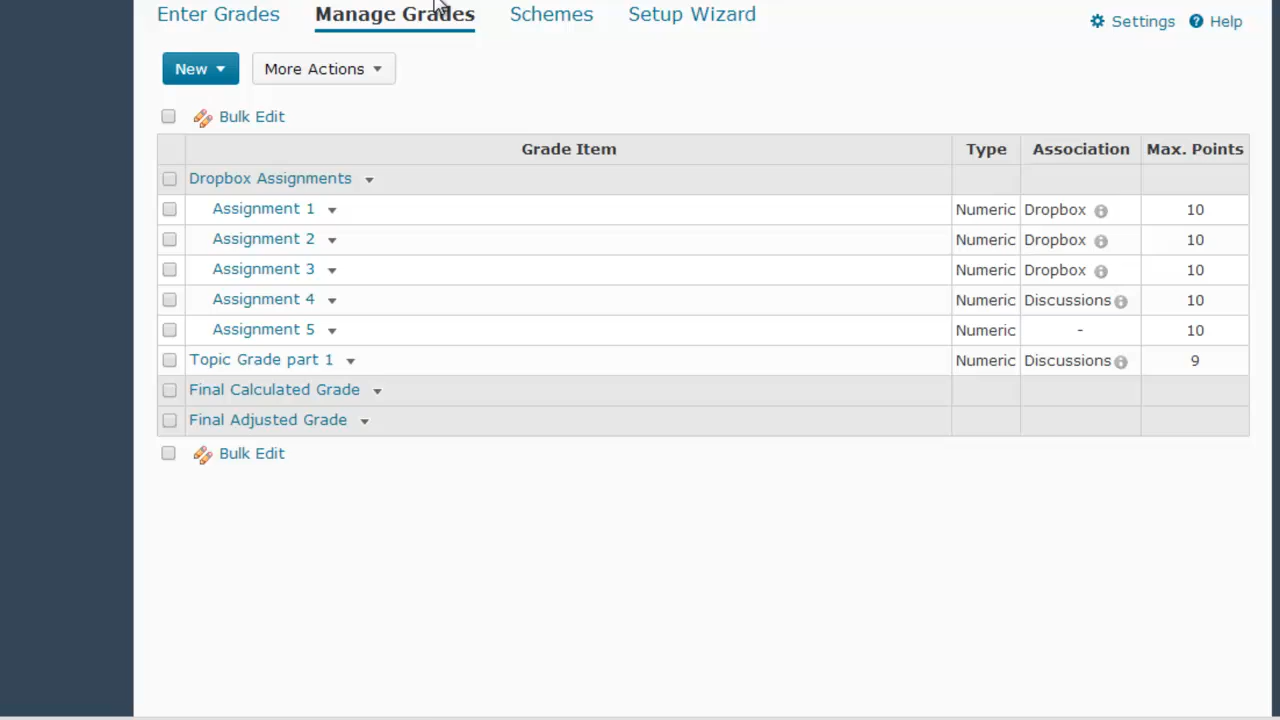 Enter Grades Manage Grades Schemes Setup Wizard
Settings Help
New More Actions
Bulk Edit
Grade Item Type Association Max. Points
Dropbox Assignments
Assignment 1 Numeric Dropbox 10
Assignment 2 Numeric Dropbox 10
Assignment 3 Numeric Dropbox 10
Assignment 4 Numeric Discussions 10
Assignment 5 Numeric - 10
Topic Grade part 1 Numeric Discussions 9
Final Calculated Grade
Final Adjusted Grade
Bulk Edit